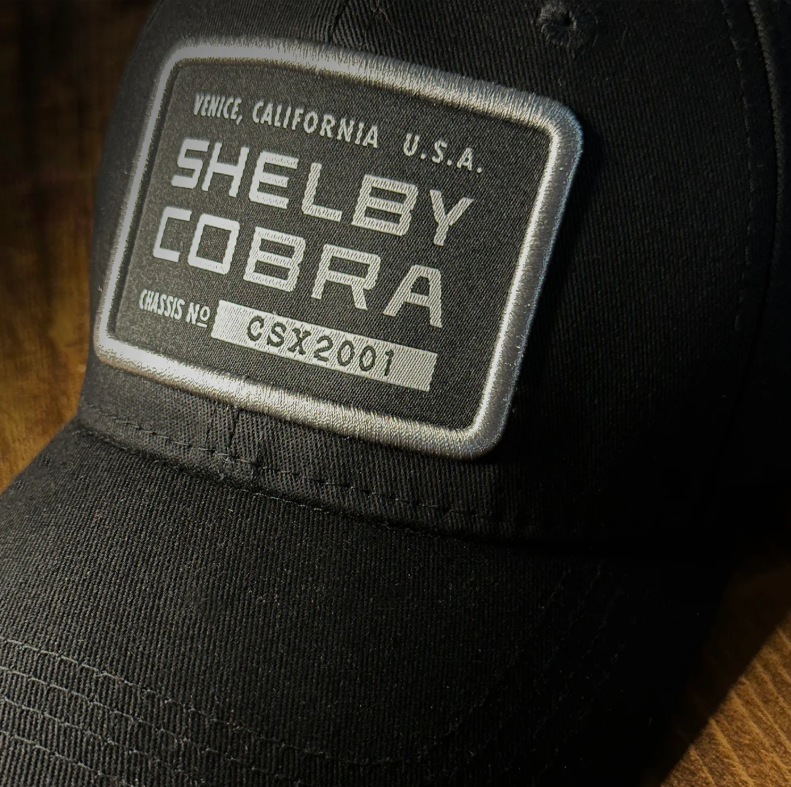 VENICE, CALIFORNIA U.S.A.
SHELBY
COBRA
CHASSIS Nº CSX2001